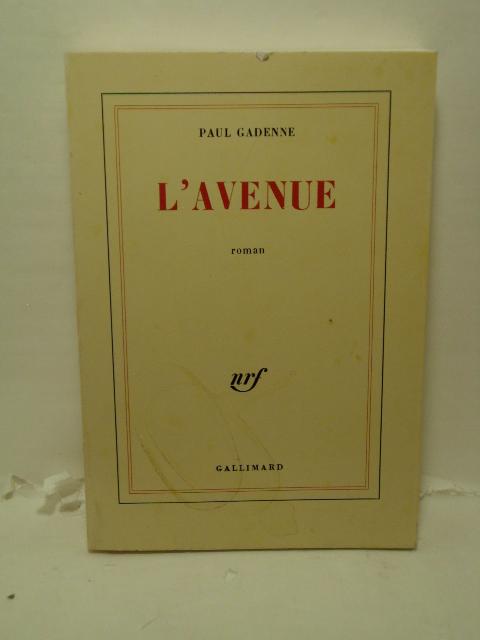 PAUL GADENNE
L'AVENUE
roman
nrf
GALLIMARD